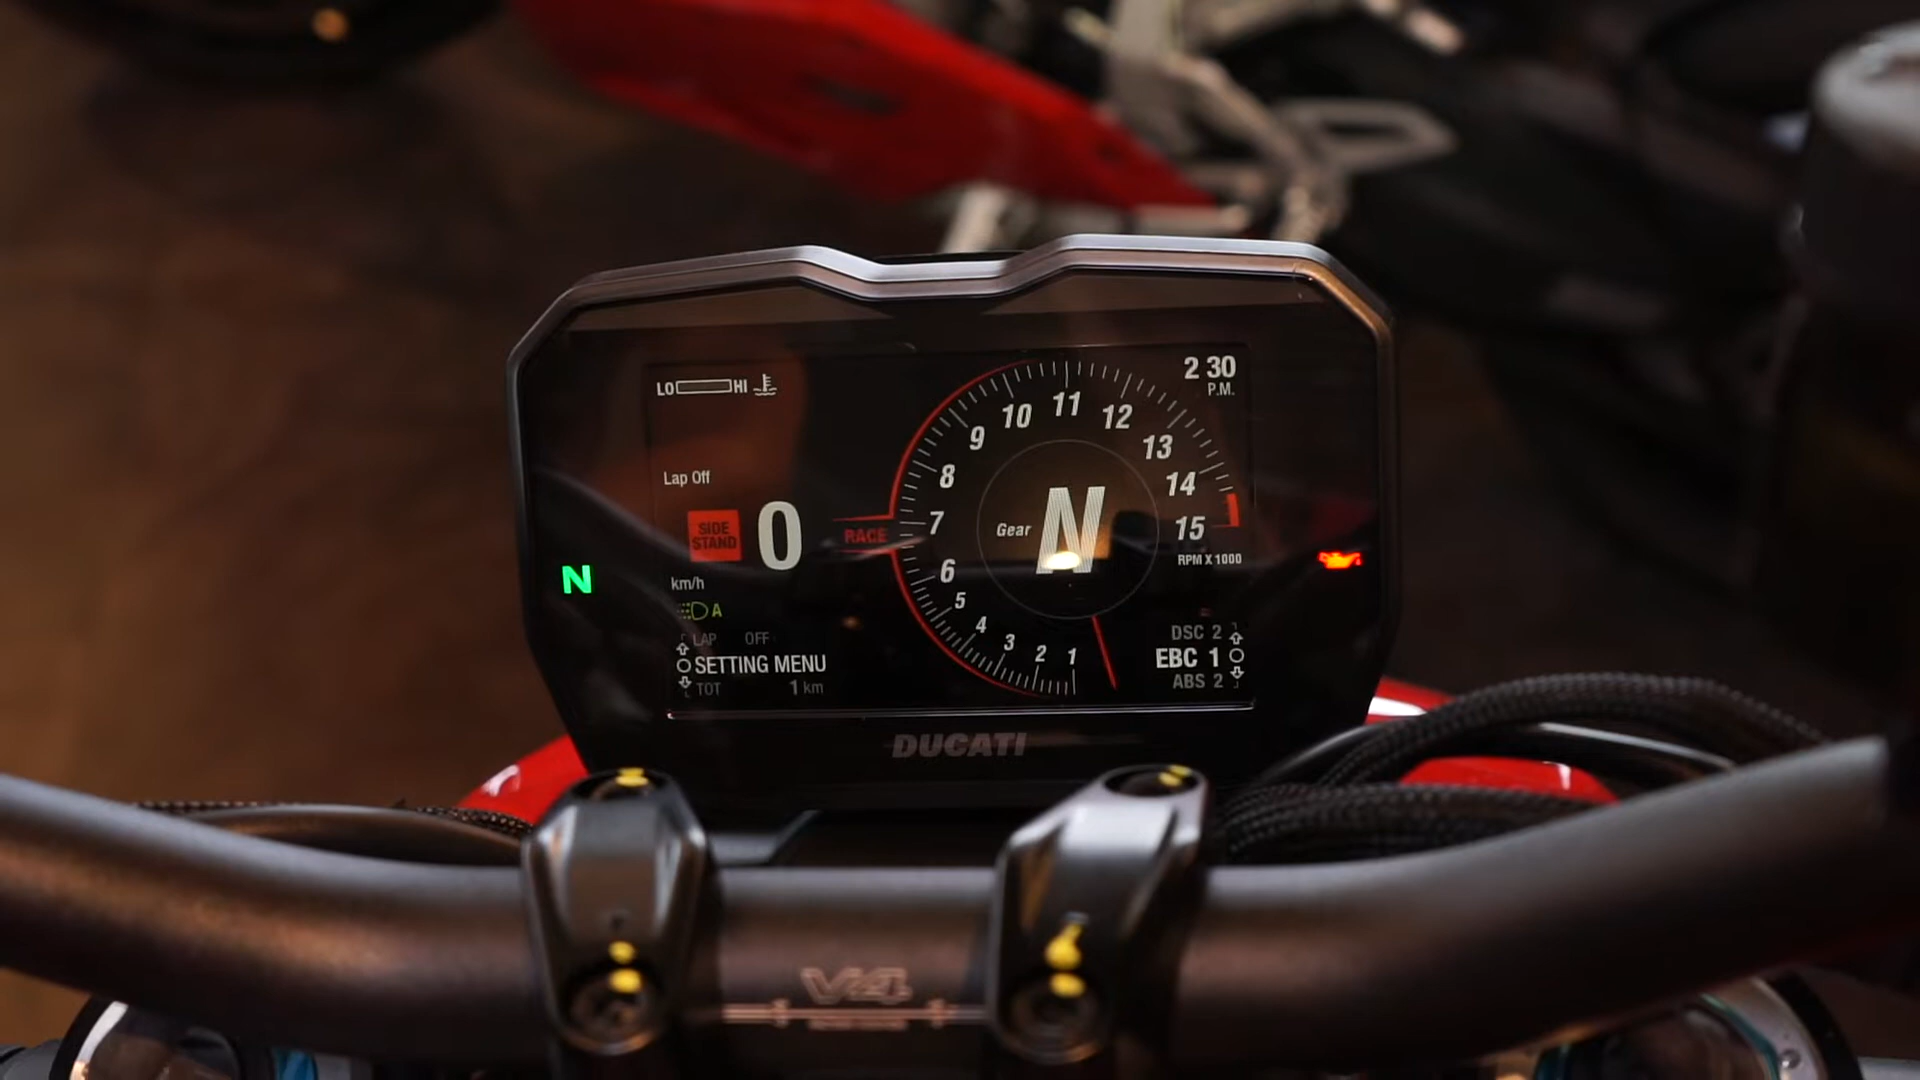 LO HI
2 30
P.M.
Lap Off
SIDE
STAND
0
km/h
A
LAP OFF
SETTING MENU
TOT 1 km
N
RACE
1
2
3
4
5
6
7
8
9
10
11
12
13
14
15
RPM X 1000
Gear N
DSC 2
EBC 1
ABS 2
DUCATI
V4